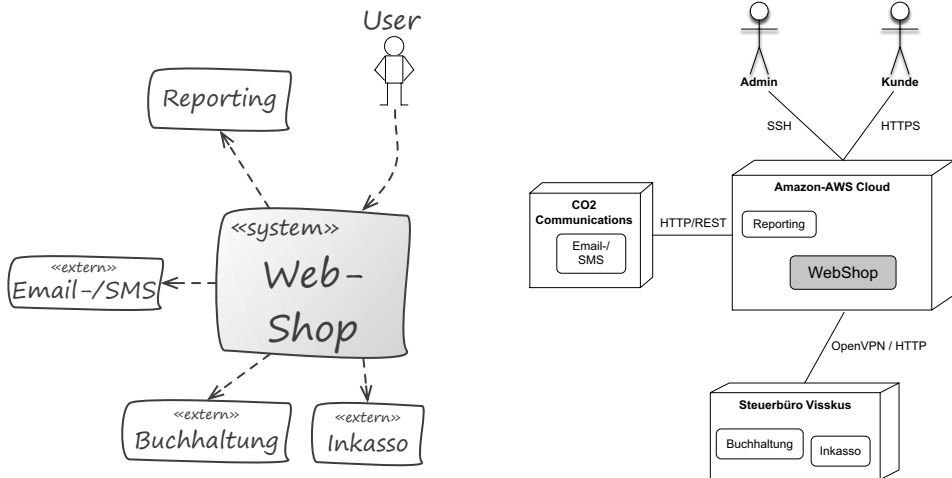 User
Reporting
«system»
Web-
Shop
«extern»
Email-/SMS
«extern»
Buchhaltung
«extern»
Inkasso
Admin
Kunde
SSH
HTTPS
Amazon-AWS Cloud
Reporting
WebShop
CO2
Communications
Email-/
SMS
HTTP/REST
OpenVPN / HTTP
Steuerbüro Visskus
Buchhaltung
Inkasso